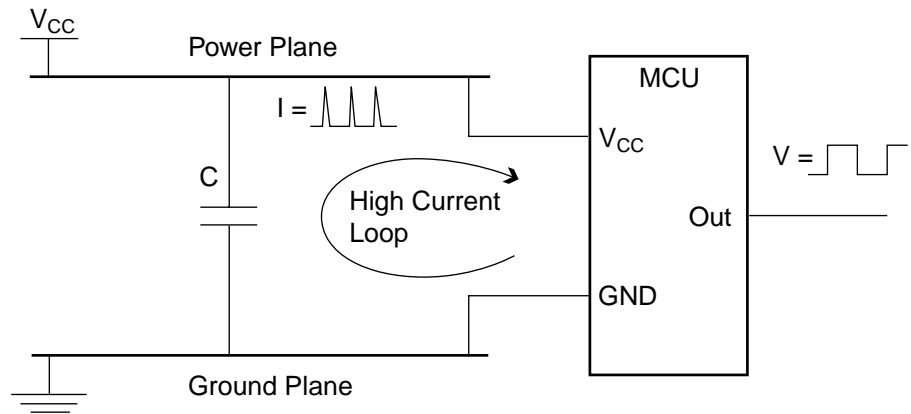 VCC
Power Plane
MCU
I =
VCC
V =
C
High Current
Loop
Out
GND
Ground Plane